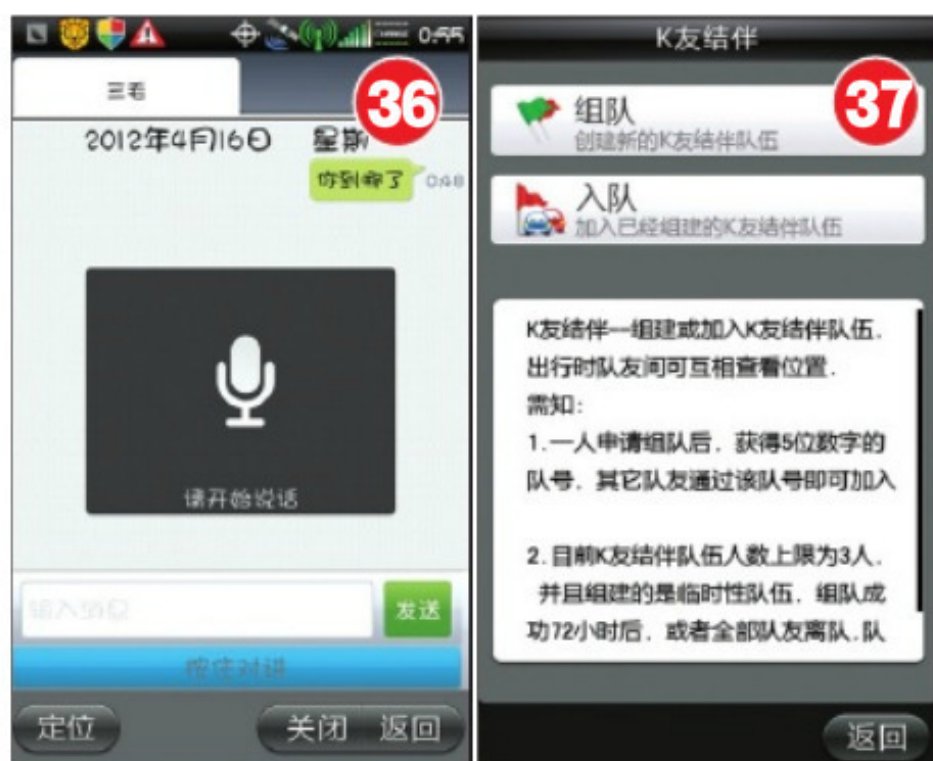 0:55
三毛
36
2012年4月16日 星期
你到哪了 0:48
请开始说话
输入消息
发送
按住对讲
定位
关闭
返回
K友结伴
37
组队
创建新的K友结伴队伍
入队
加入已经组建的K友结伴队伍
K友结伴--组建或加入K友结伴队伍.
出行时队友间可互相查看位置.
需知:
1.一人申请组队后, 获得5位数字的
队号, 其它队友通过该队号即可加入
2.目前K友结伴队伍人数上限为3人.
并且组建的是临时性队伍, 组队成
功72小时后, 或者全部队友离队.队
返回